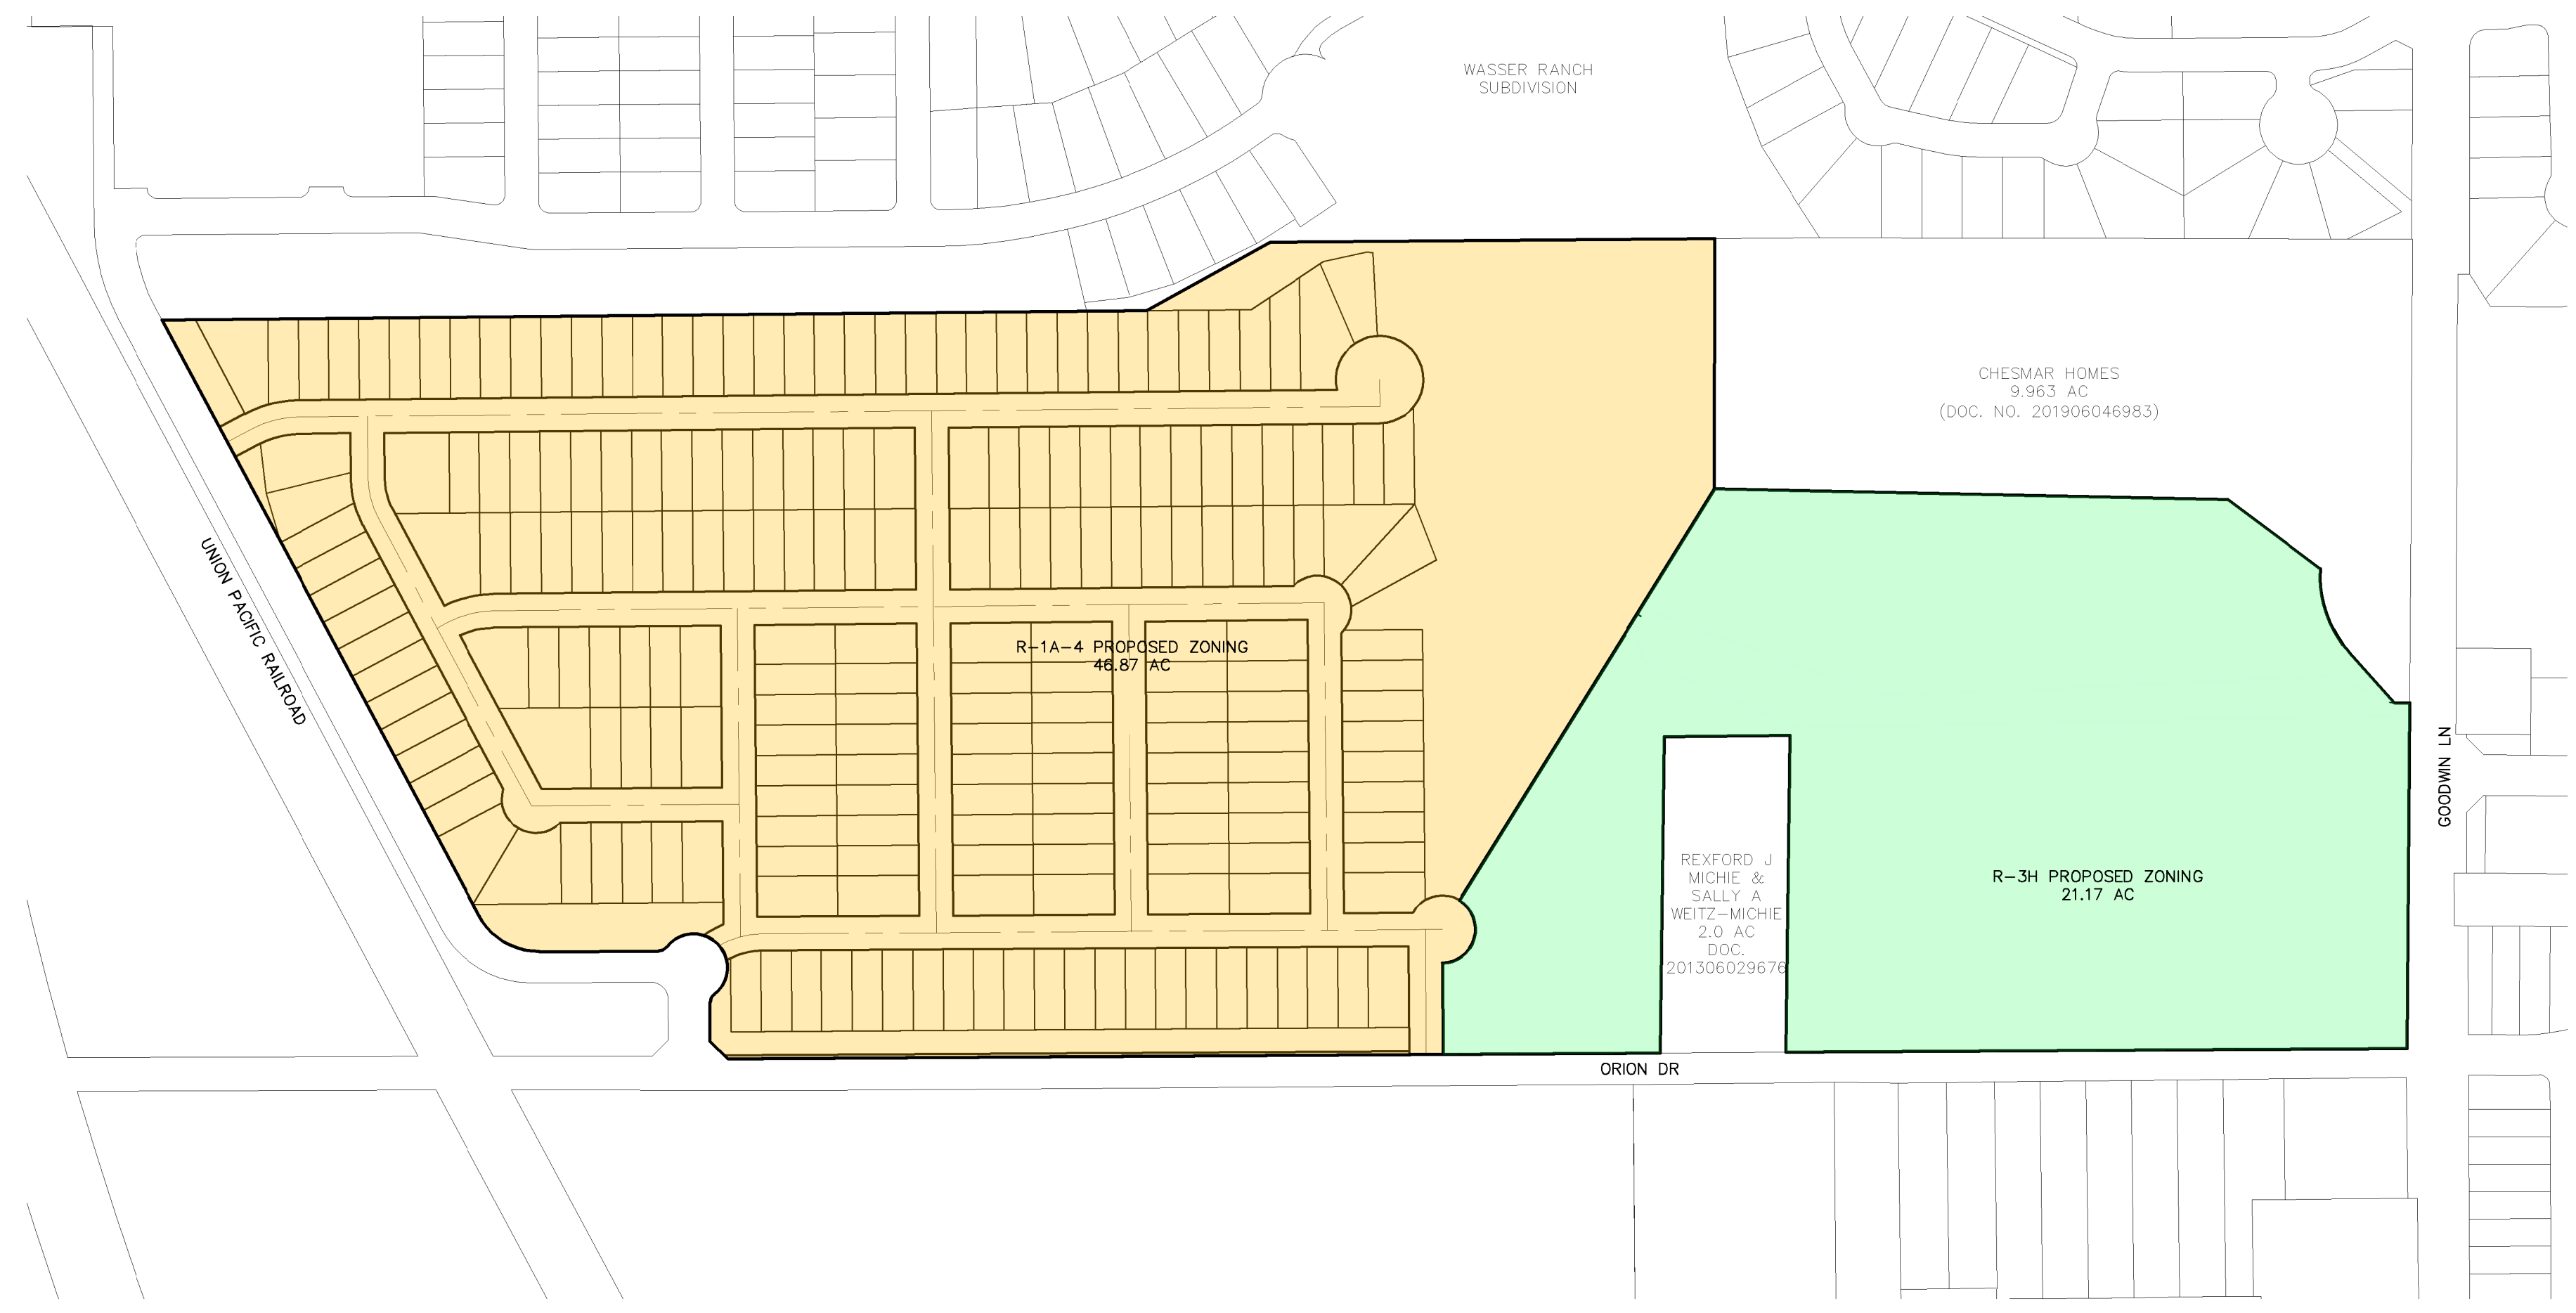 WASSER RANCH
SUBDIVISION
CHESMAR HOMES
9.963 AC
(DOC. NO. 201906046983)
UNION PACIFIC RAILROAD
R-1A-4 PROPOSED ZONING
46.87 AC
GOODWIN LN
REXFORD J
MICHIE &
SALLY A
WEITZ-MICHIE
2.0 AC
DOC.
201306029676
R-3H PROPOSED ZONING
21.17 AC
ORION DR